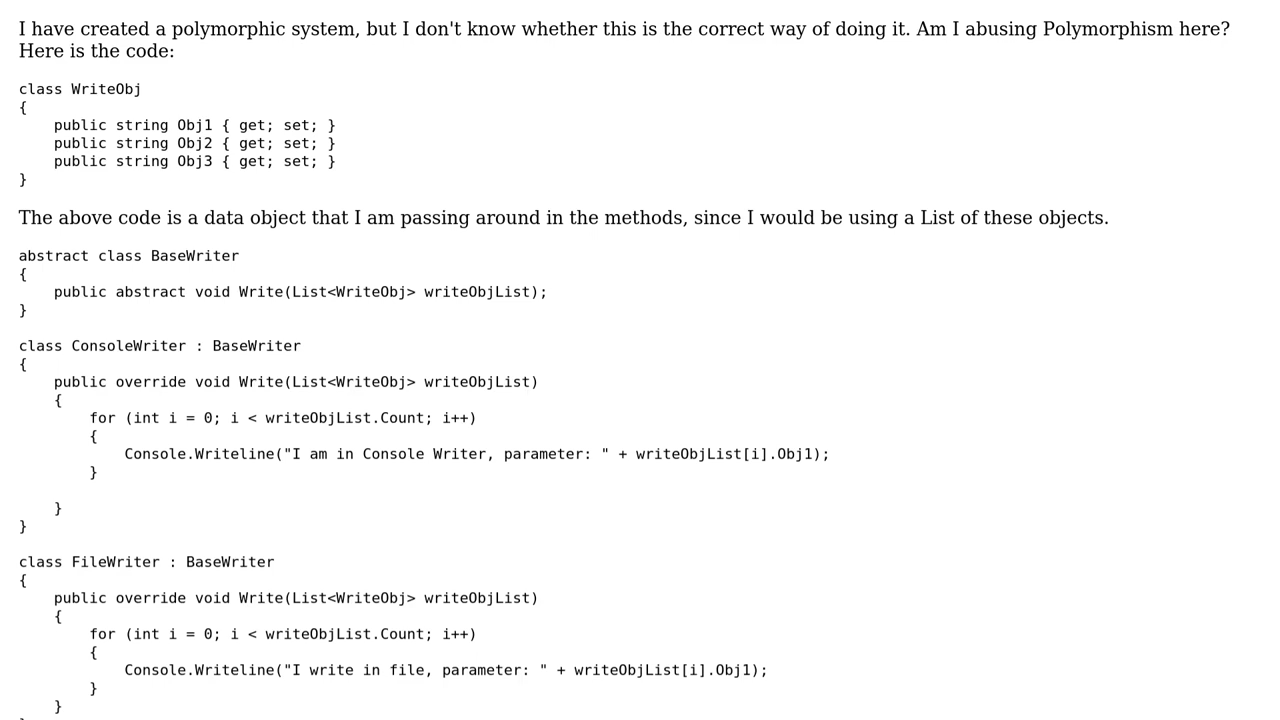 I have created a polymorphic system, but I don't know whether this is the correct way of doing it. Am I abusing Polymorphism here?
Here is the code:
class WriteObj
{
    public string Obj1 { get; set; }
    public string Obj2 { get; set; }
    public string Obj3 { get; set; }
}
The above code is a data object that I am passing around in the methods, since I would be using a List of these objects.
abstract class BaseWriter
{
    public abstract void Write(List<WriteObj> writeObjList);
}
class ConsoleWriter : BaseWriter
{
    public override void Write(List<WriteObj> writeObjList)
    {
        for (int i = 0; i < writeObjList.Count; i++)
        {
            Console.Writeline("I am in Console Writer, parameter: " + writeObjList[i].Obj1);
        }
    }
}
class FileWriter : BaseWriter
{
    public override void Write(List<WriteObj> writeObjList)
    {
        for (int i = 0; i < writeObjList.Count; i++)
        {
            Console.Writeline("I write in file, parameter: " + writeObjList[i].Obj1);
        }
    }